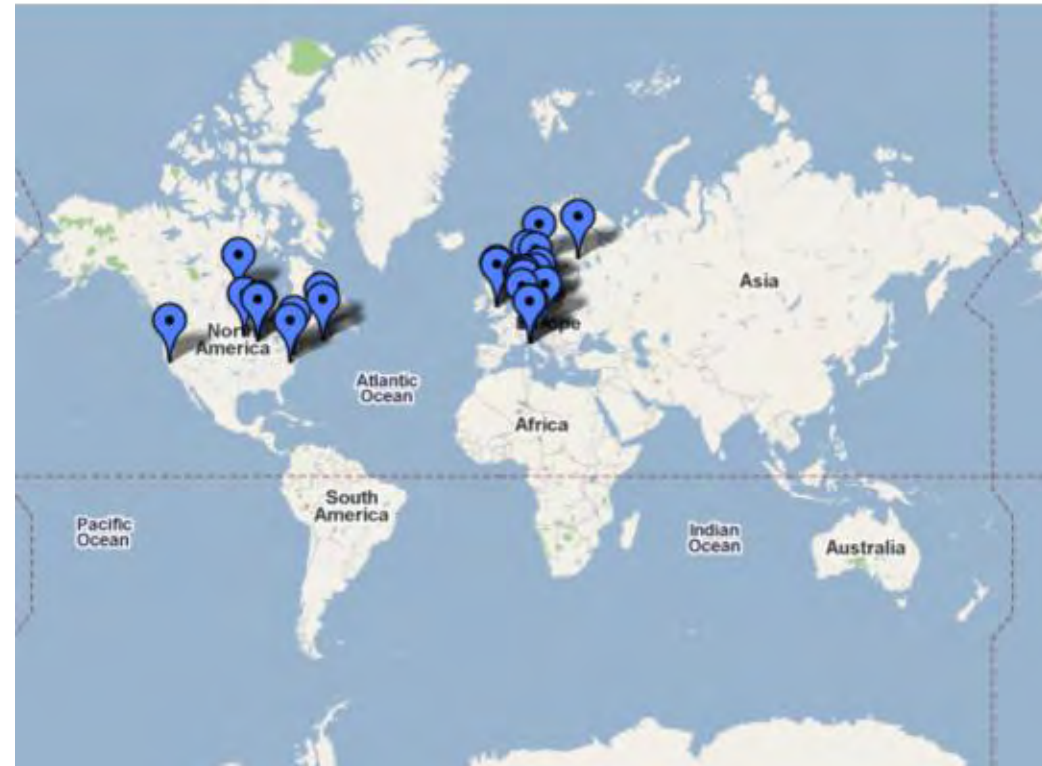 Asia
North
America
Europe
Atlantic
Ocean
Africa
South
America
Pacific
Ocean
Indian
Ocean
Australia